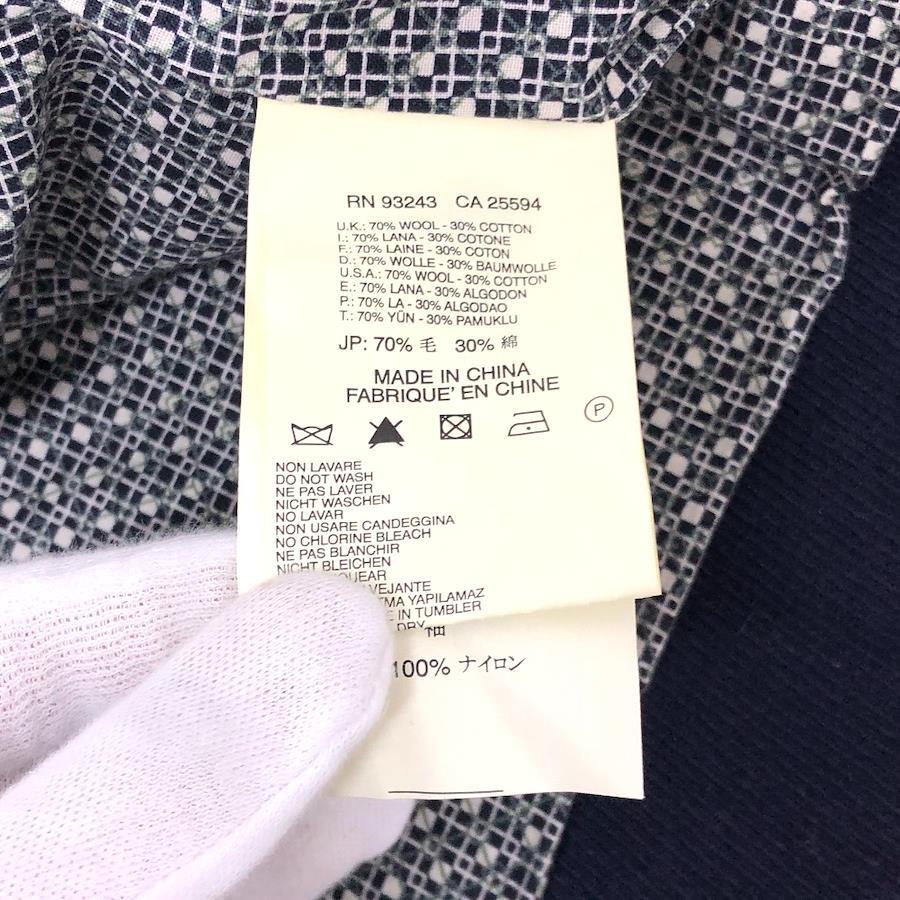 RN 93243 CA 25594
U.K.: 70% WOOL - 30% COTTON
I.: 70% LANA - 30% COTONE
F.: 70% LAINE - 30% COTON
D.: 70% WOLLE - 30% BAUMWOLLE
U.S.A.: 70% WOOL - 30% COTTON
E.: 70% LANA - 30% ALGODON
P.: 70% LA - 30% ALGODAO
T.: 70% YÜN - 30% PAMUKLU
JP: 70% 毛 30% 綿
MADE IN CHINA
FABRIQUE' EN CHINE
P
NON LAVARE
DO NOT WASH
NE PAS LAVER
NICHT WASCHEN
NO LAVAR
NON USARE CANDEGGINA
NO CHLORINE BLEACH
NE PAS BLANCHIR
NICHT BLEICHEN
YAPILAMAZ
IN TUMBLER
DRY
100% ナイロン